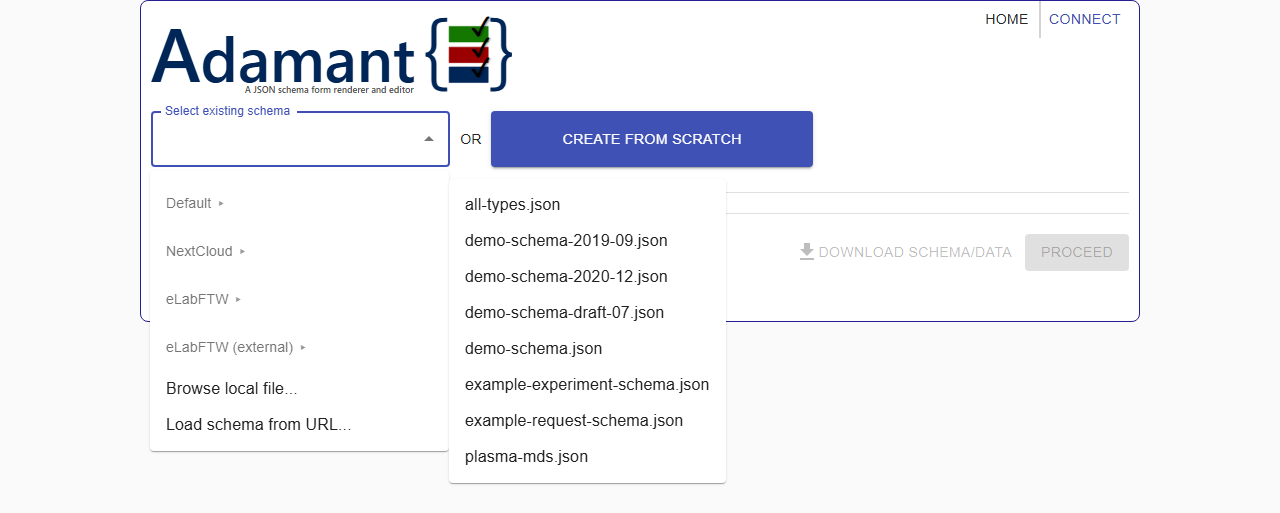 HOME CONNECT
Adamant
A JSON schema form renderer and editor
Select existing schema
OR
CREATE FROM SCRATCH
Default
NextCloud
eLabFTW
eLabFTW (external)
Browse local file...
Load schema from URL...
all-types.json
demo-schema-2019-09.json
demo-schema-2020-12.json
demo-schema-draft-07.json
demo-schema.json
example-experiment-schema.json
example-request-schema.json
plasma-mds.json
DOWNLOAD SCHEMA/DATA
PROCEED